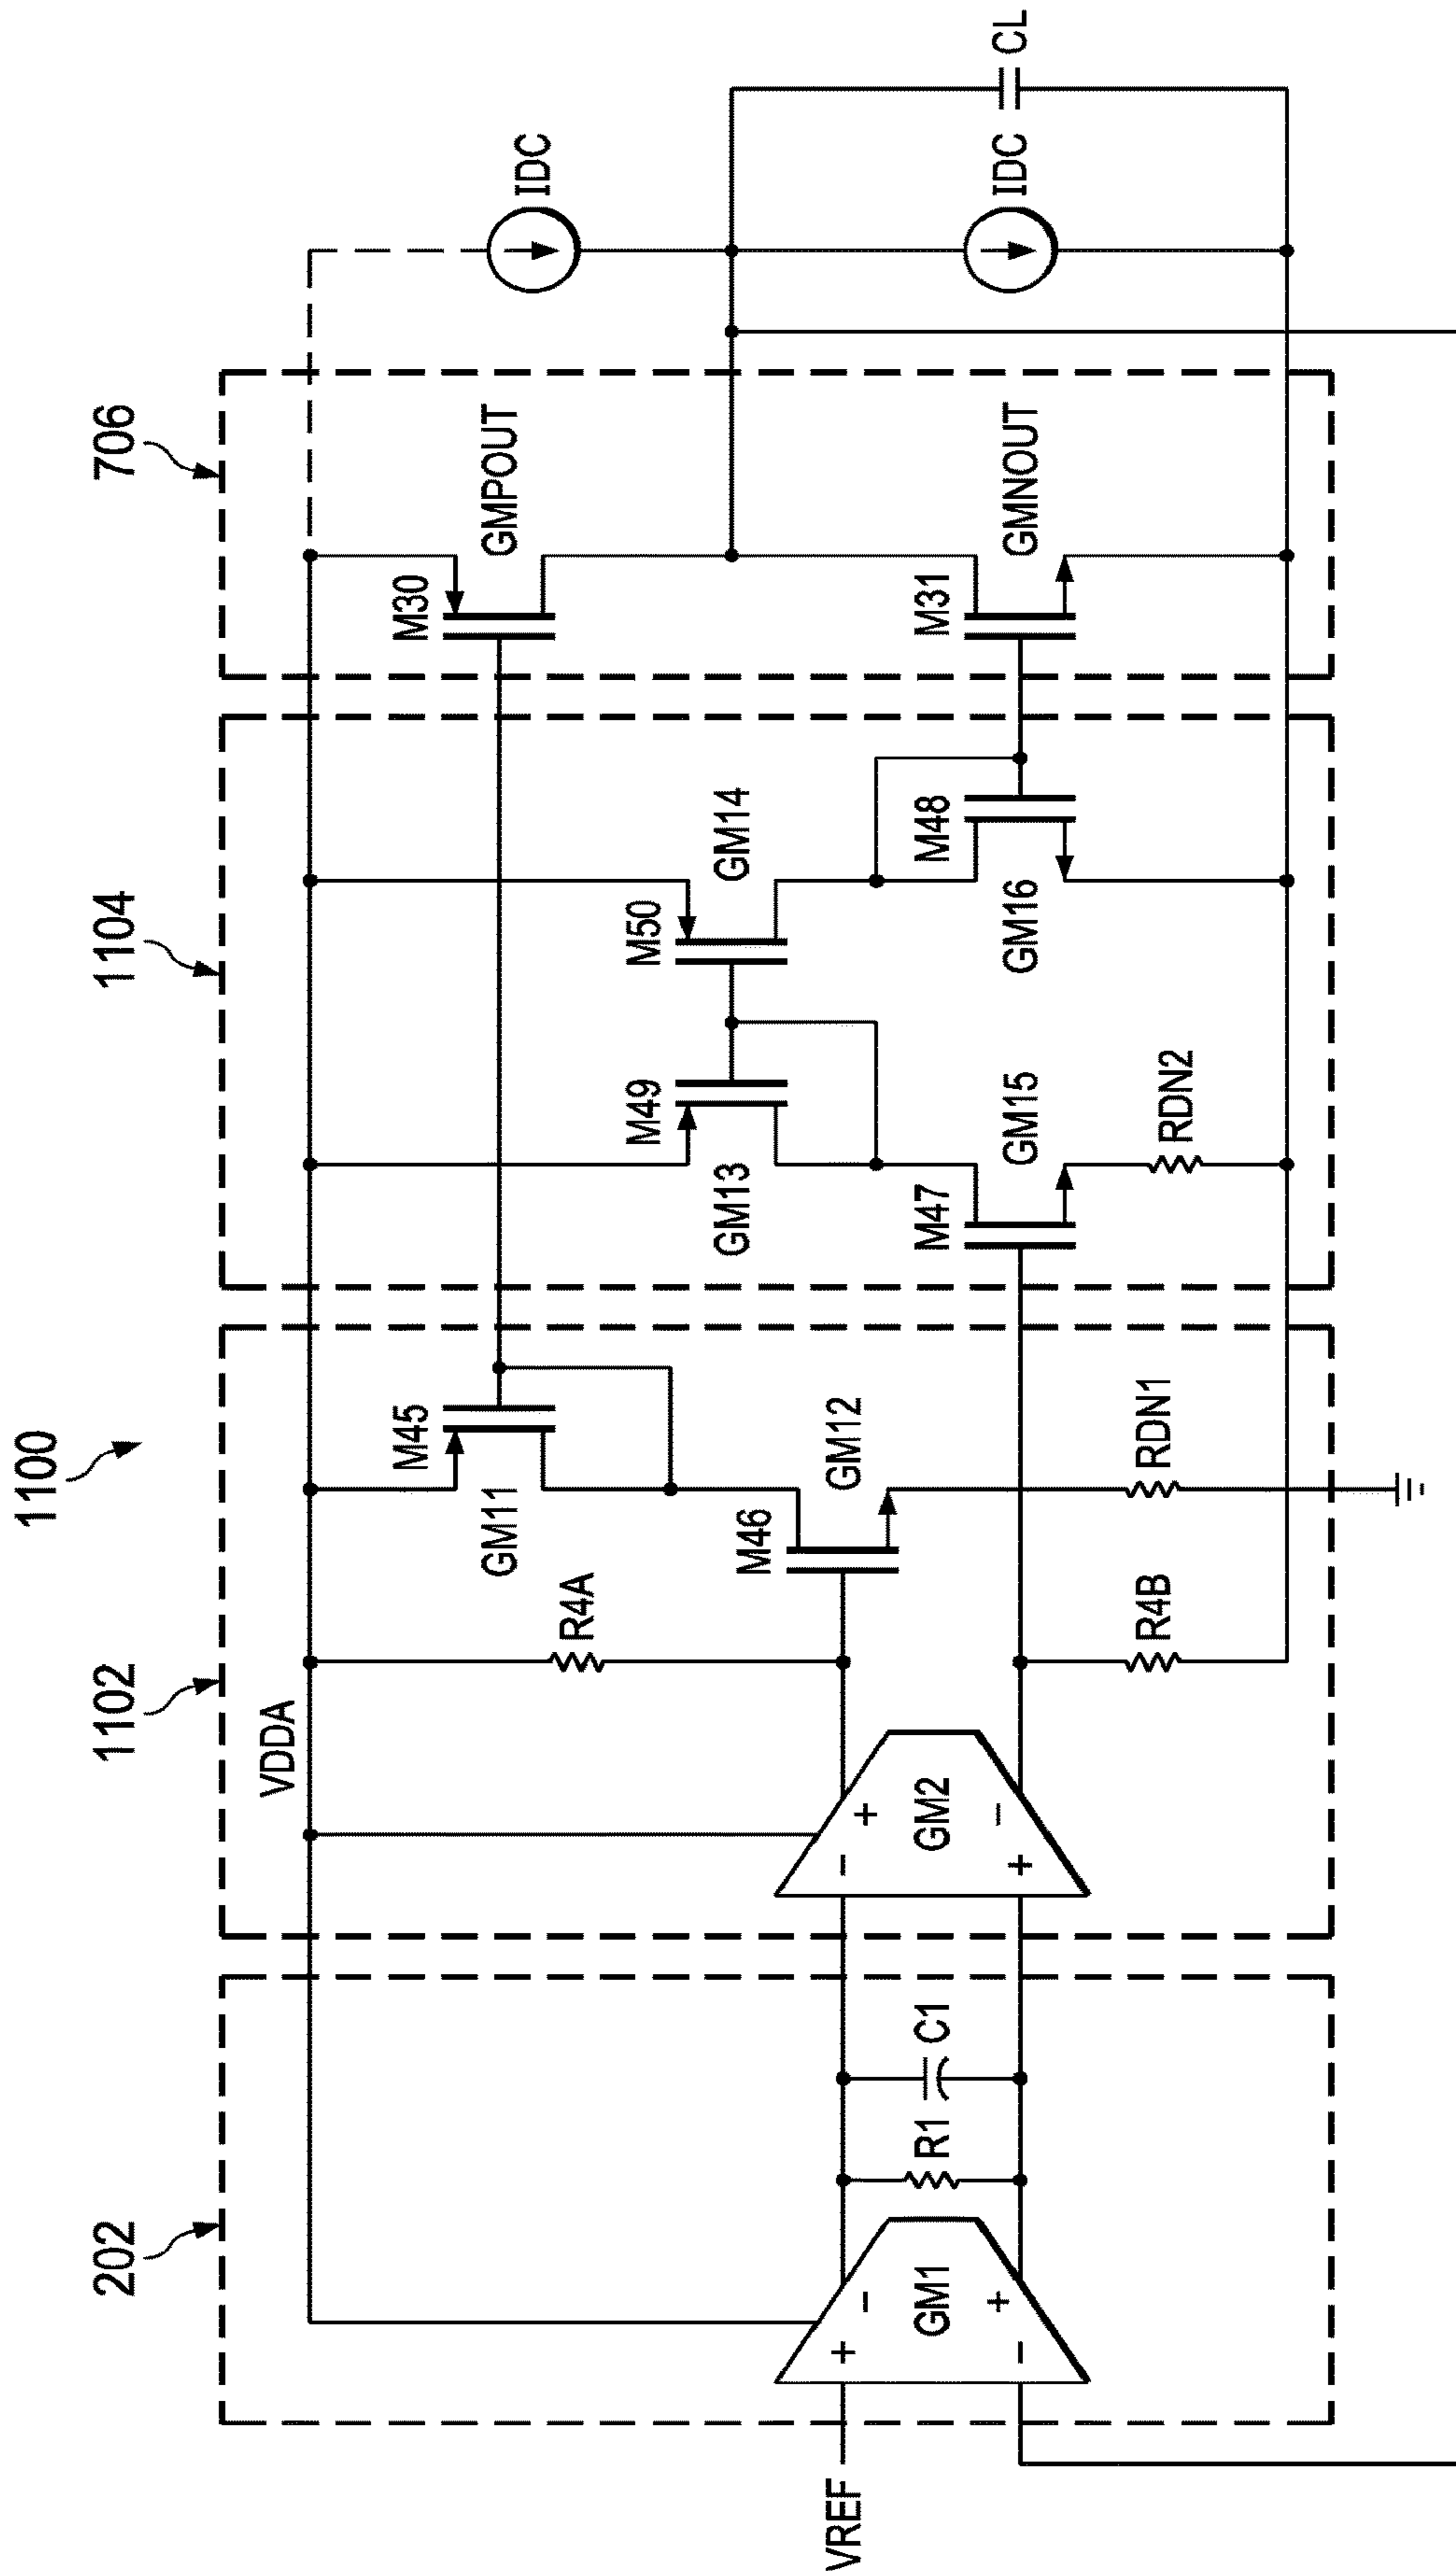 1100
202
1102
1104
706
VDDA
M45
GM11
M49
GM13
M50
GM14
M30
GMPOUT
IDC
R4A
M46
GM12
VREF
+
-
GM1
-
+
R1
C1
-
+
GM2
+
-
R4B
RDN1
M47
GM15
RDN2
M48
GM16
M31
GMNOUT
IDC
CL